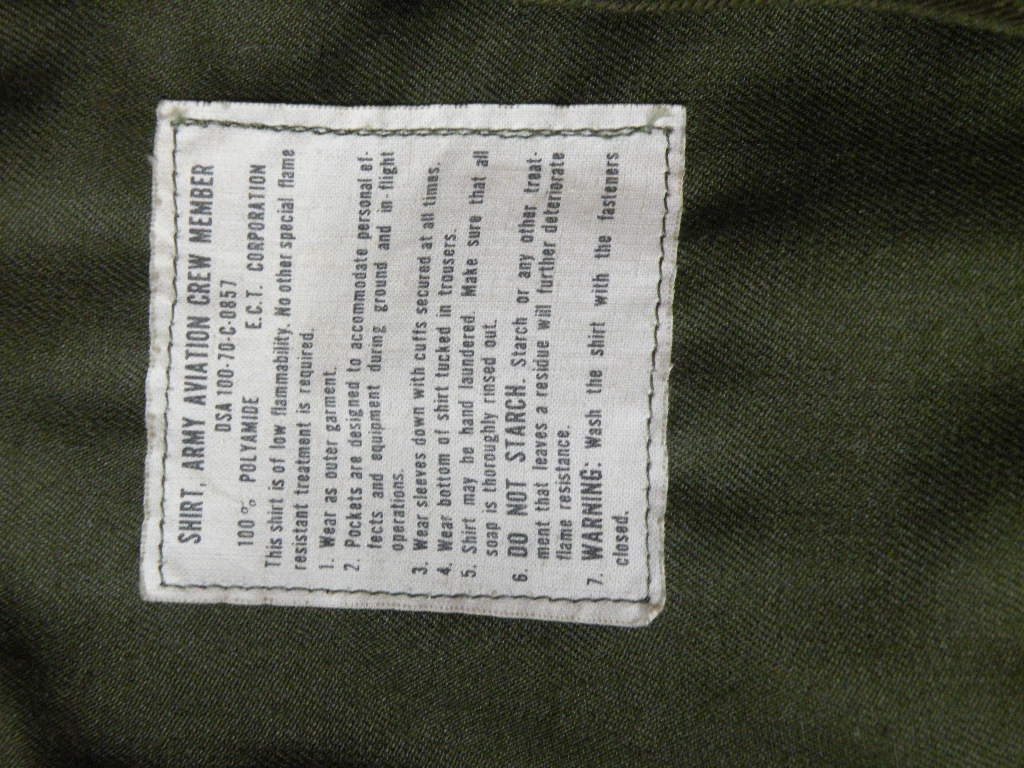 SHIRT, ARMY AVIATION CREW MEMBER
DSA 100-70-C-0857
100% POLYAMIDE E.C.T. CORPORATION
This shirt is of low flammability. No other special flame
resistant treatment is required.
1. Wear as outer garment.
2. Pockets are designed to accommodate personal ef-
fects and equipment during ground and in-flight
operations.
3. Wear sleeves down with cuffs secured at all times.
4. Wear bottom of shirt tucked in trousers.
5. Shirt may be hand laundered. Make sure that all
soap is thoroughly rinsed out.
6. DO NOT STARCH. Starch or any other treat-
ment that leaves a residue will further deteriorate
flame resistance.
7. WARNING: Wash the shirt with the fasteners
closed.